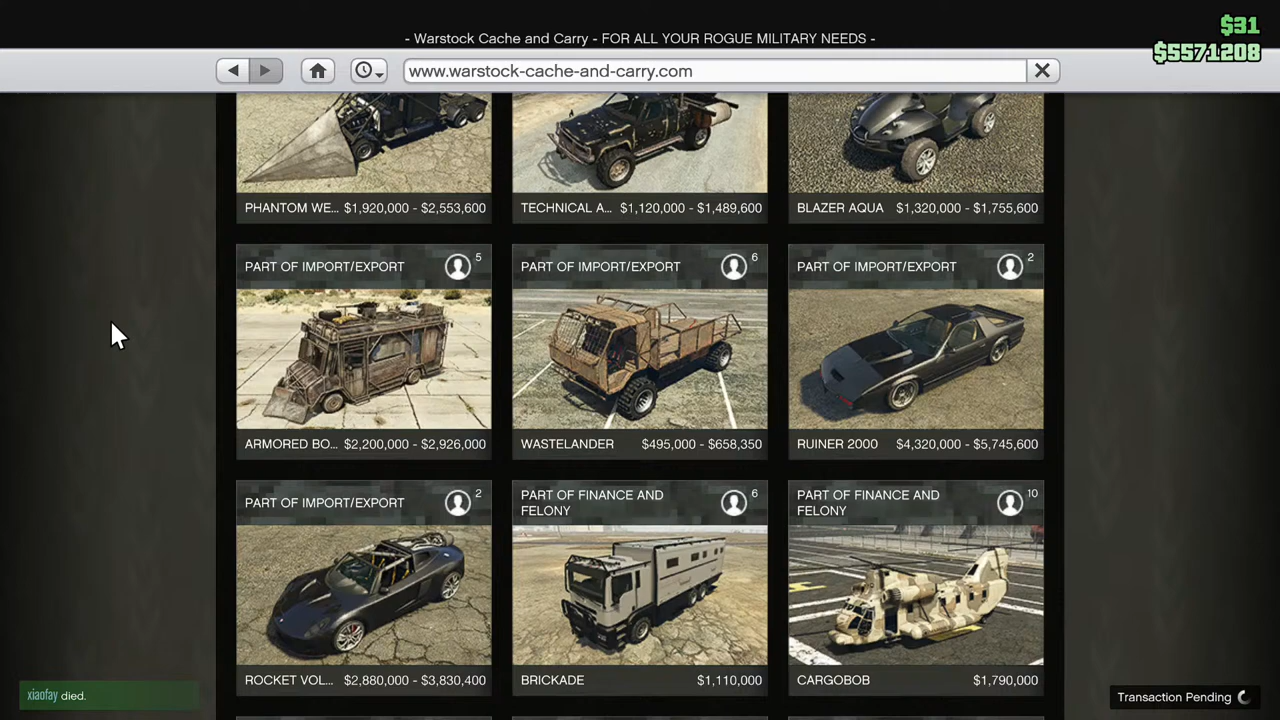 $31
- Warstock Cache and Carry - FOR ALL YOUR ROGUE MILITARY NEEDS -
$5571208
www.warstock-cache-and-carry.com
PHANTOM WE... $1,920,000 - $2,553,600
TECHNICAL A... $1,120,000 - $1,489,600
BLAZER AQUA $1,320,000 - $1,755,600
PART OF IMPORT/EXPORT 5
PART OF IMPORT/EXPORT 6
PART OF IMPORT/EXPORT 2
ARMORED BO... $2,200,000 - $2,926,000
WASTELANDER $495,000 - $658,350
RUINER 2000 $4,320,000 - $5,745,600
PART OF IMPORT/EXPORT 2
PART OF FINANCE AND
FELONY
6
PART OF FINANCE AND
FELONY
10
ROCKET VOL... $2,880,000 - $3,830,400
BRICKADE $1,110,000
CARGOBOB $1,790,000
xiaofay died.
Transaction Pending